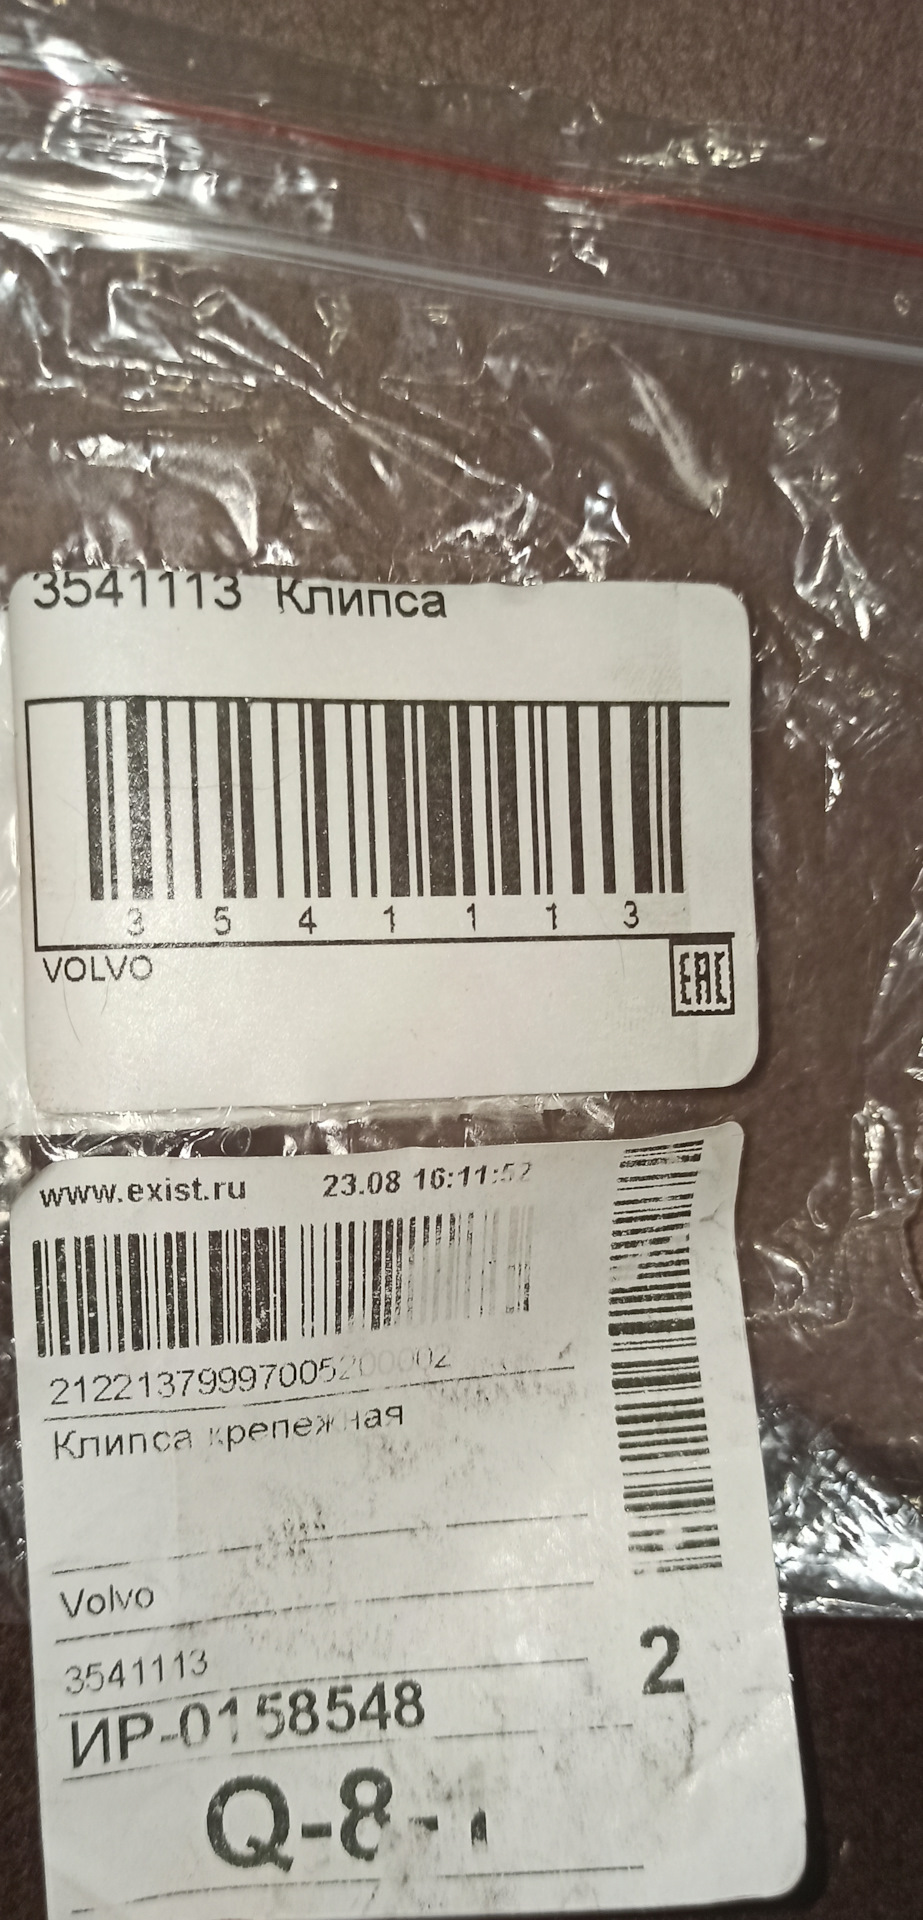 3541113 Клипса
3 5 4 1 1 1 3
VOLVO
EAC
www.exist.ru 23.08 16:11:52
21221379997005200002
Клипса крепежная
Volvo
3541113
2
ИР-0158548